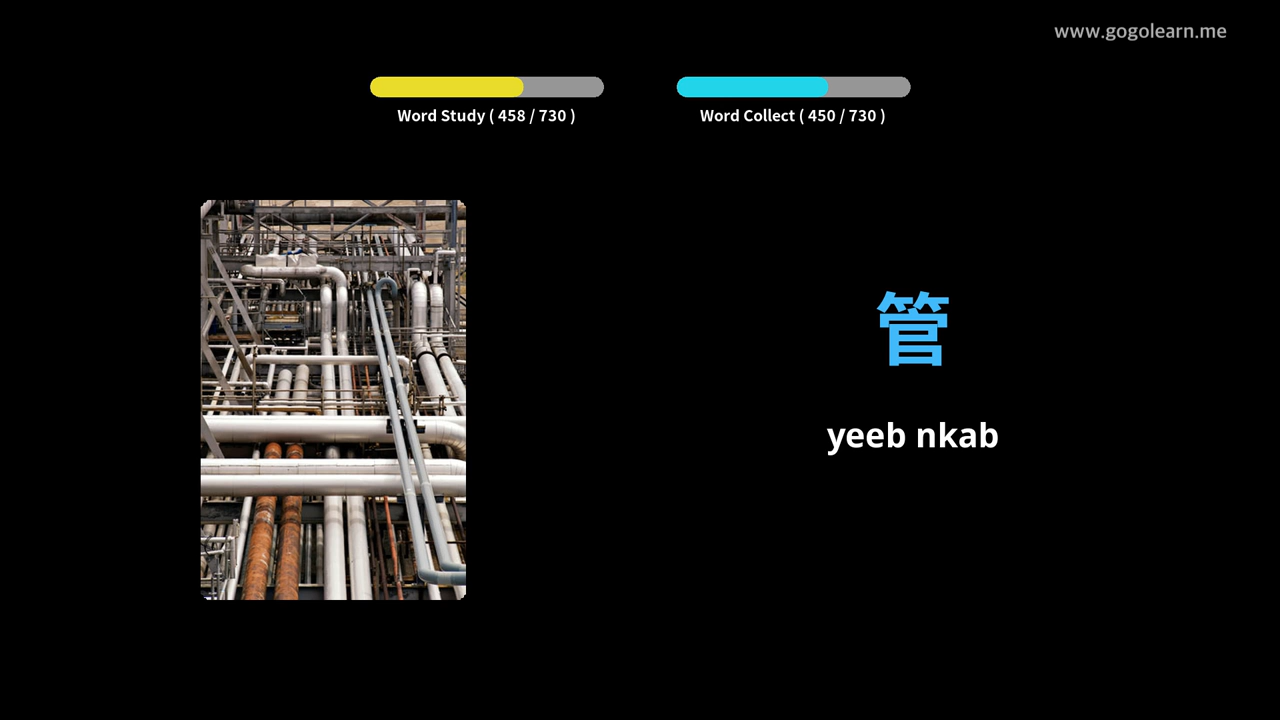 www.gogolearn.me
Word Study ( 458 / 730 )
Word Collect ( 450 / 730 )
管
yeeb nkab